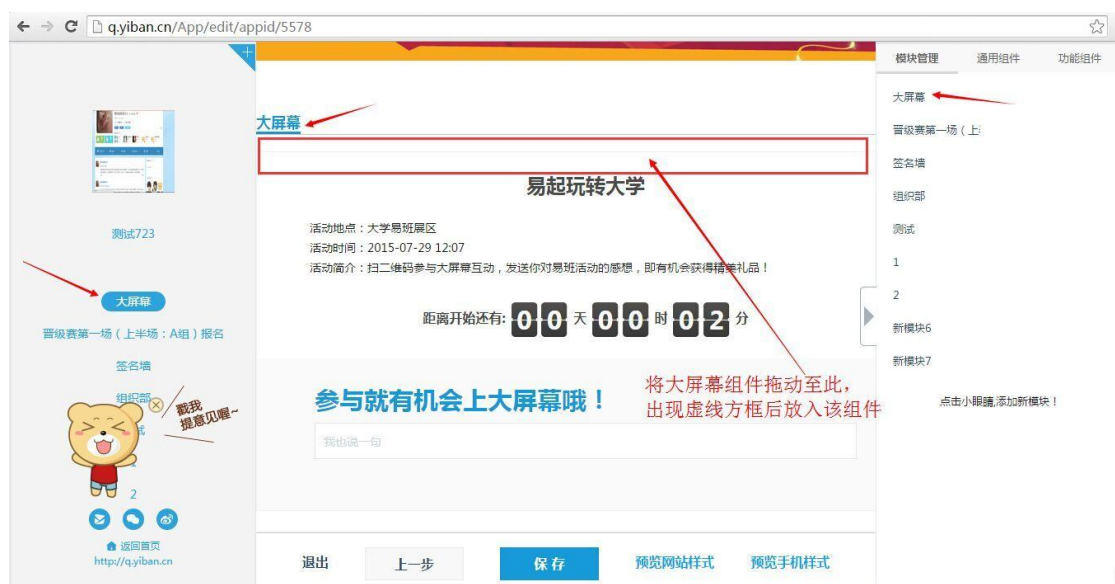 q.yiban.cn/App/edit/appid/5578
模块管理 通用组件 功能组件
大屏幕
晋级赛第一场（上
签名墙
组织部
测试
1
2
新模块6
新模块7
点击小眼睛,添加新模块！
测试723
大屏幕
晋级赛第一场（上半场：A组）报名
签名墙
组织部
试
1
2
戳我
提意见喔~
返回首页
http://q.yiban.cn
大屏幕
易起玩转大学
活动地点：大学易班展区
活动时间：2015-07-29 12:07
活动简介：扫二维码参与大屏幕互动，发送你对易班活动的感想，即有机会获得精美礼品！
距离开始还有: 00 天 00 时 02 分
参与就有机会上大屏幕哦！
我也说一句
将大屏幕组件拖动至此，
出现虚线方框后放入该组件
退出 上一步 保存 预览网站样式 预览手机样式